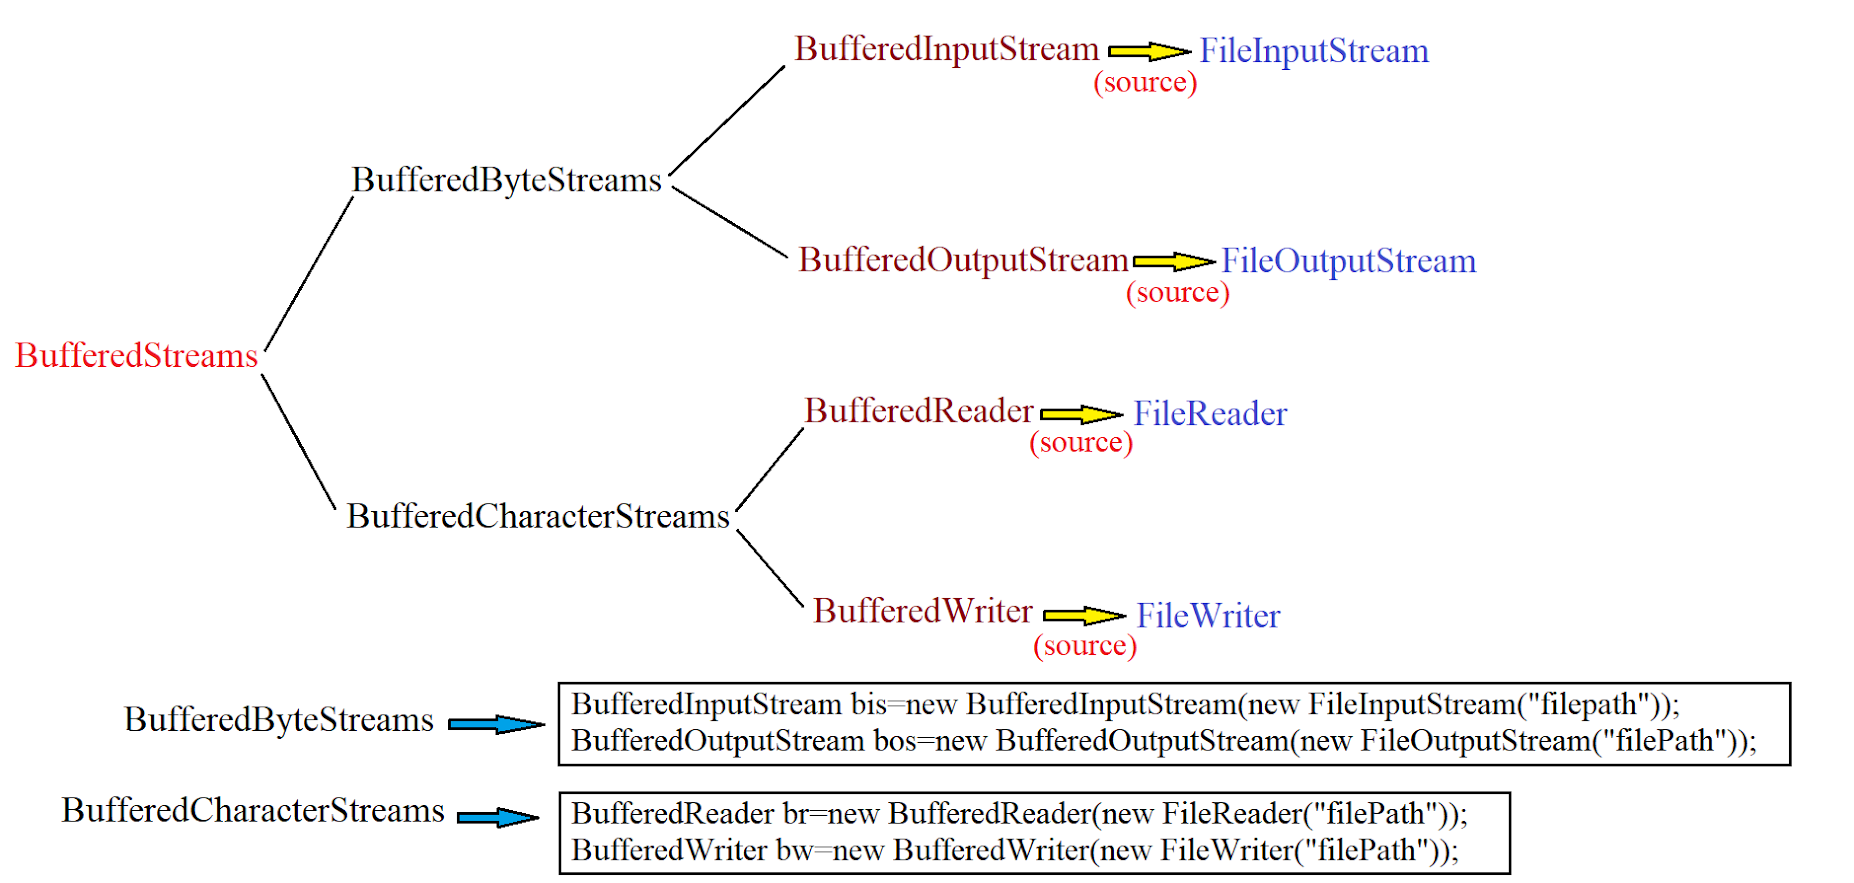 BufferedInputStream FileInputStream
(source)
BufferedByteStreams
BufferedOutputStream FileOutputStream
(source)
BufferedStreams
BufferedReader FileReader
(source)
BufferedCharacterStreams
BufferedWriter FileWriter
(source)
BufferedByteStreams
BufferedInputStream bis=new BufferedInputStream(new FileInputStream("filepath"));
BufferedOutputStream bos=new BufferedOutputStream(new FileOutputStream("filePath"));
BufferedCharacterStreams
BufferedReader br=new BufferedReader(new FileReader("filePath"));
BufferedWriter bw=new BufferedWriter(new FileWriter("filePath"));